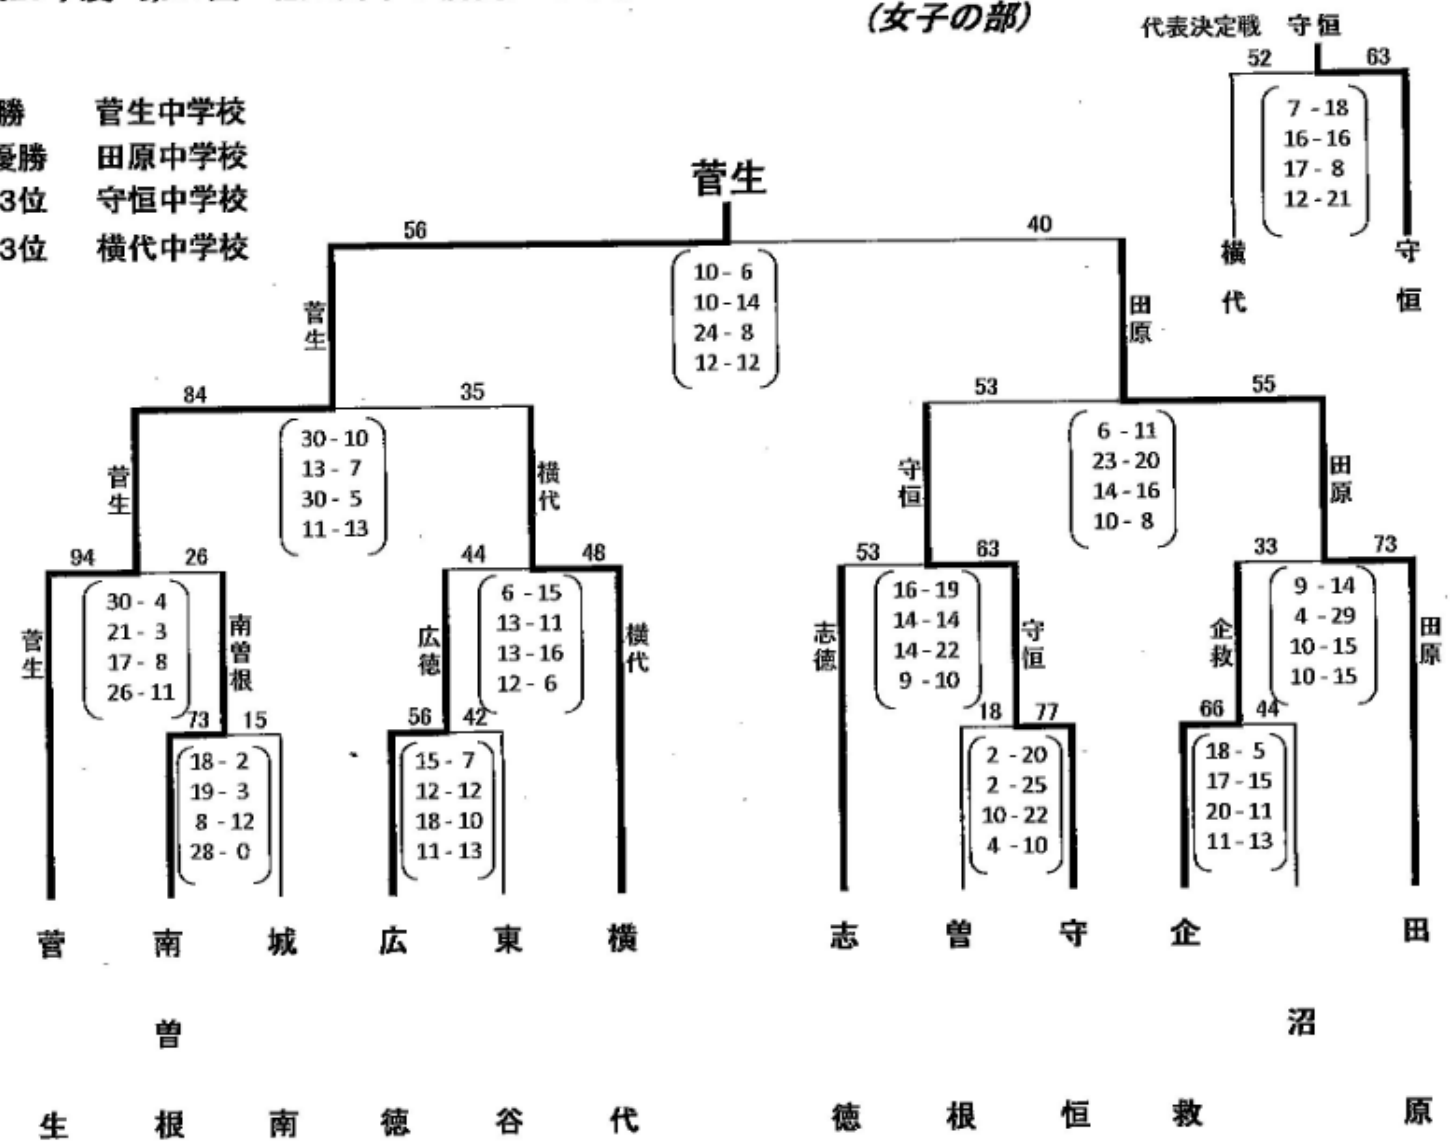 (女子の部)
代表決定戦 守恒
52 63
7 - 18
16 - 16
17 - 8
12 - 21
横代 守恒
勝 菅生中学校
優勝 田原中学校
3位 守恒中学校
3位 横代中学校
菅生
56 40
10 - 6
10 - 14
24 - 8
12 - 12
菅生 田原
84 35
30 - 10
13 - 7
30 - 5
11 - 13
53 55
6 - 11
23 - 20
14 - 16
10 - 8
菅生 横代 守恒 田原
94 26
30 - 4
21 - 3
17 - 8
26 - 11
44 48
6 - 15
13 - 11
13 - 16
12 - 6
53 63
16 - 19
14 - 14
14 - 22
9 - 10
33 73
9 - 14
4 - 29
10 - 15
10 - 15
菅生 南曽根 広徳 横代 志徳 守恒 企救 田原
73 15
18 - 2
19 - 3
8 - 12
28 - 0
56 42
15 - 7
12 - 12
18 - 10
11 - 13
18 77
2 - 20
2 - 25
10 - 22
4 - 10
66 44
18 - 5
17 - 15
20 - 11
11 - 13
菅生 南曽根 城南 広徳 東谷 横代 志徳 曽根 守恒 企救 沼 田原